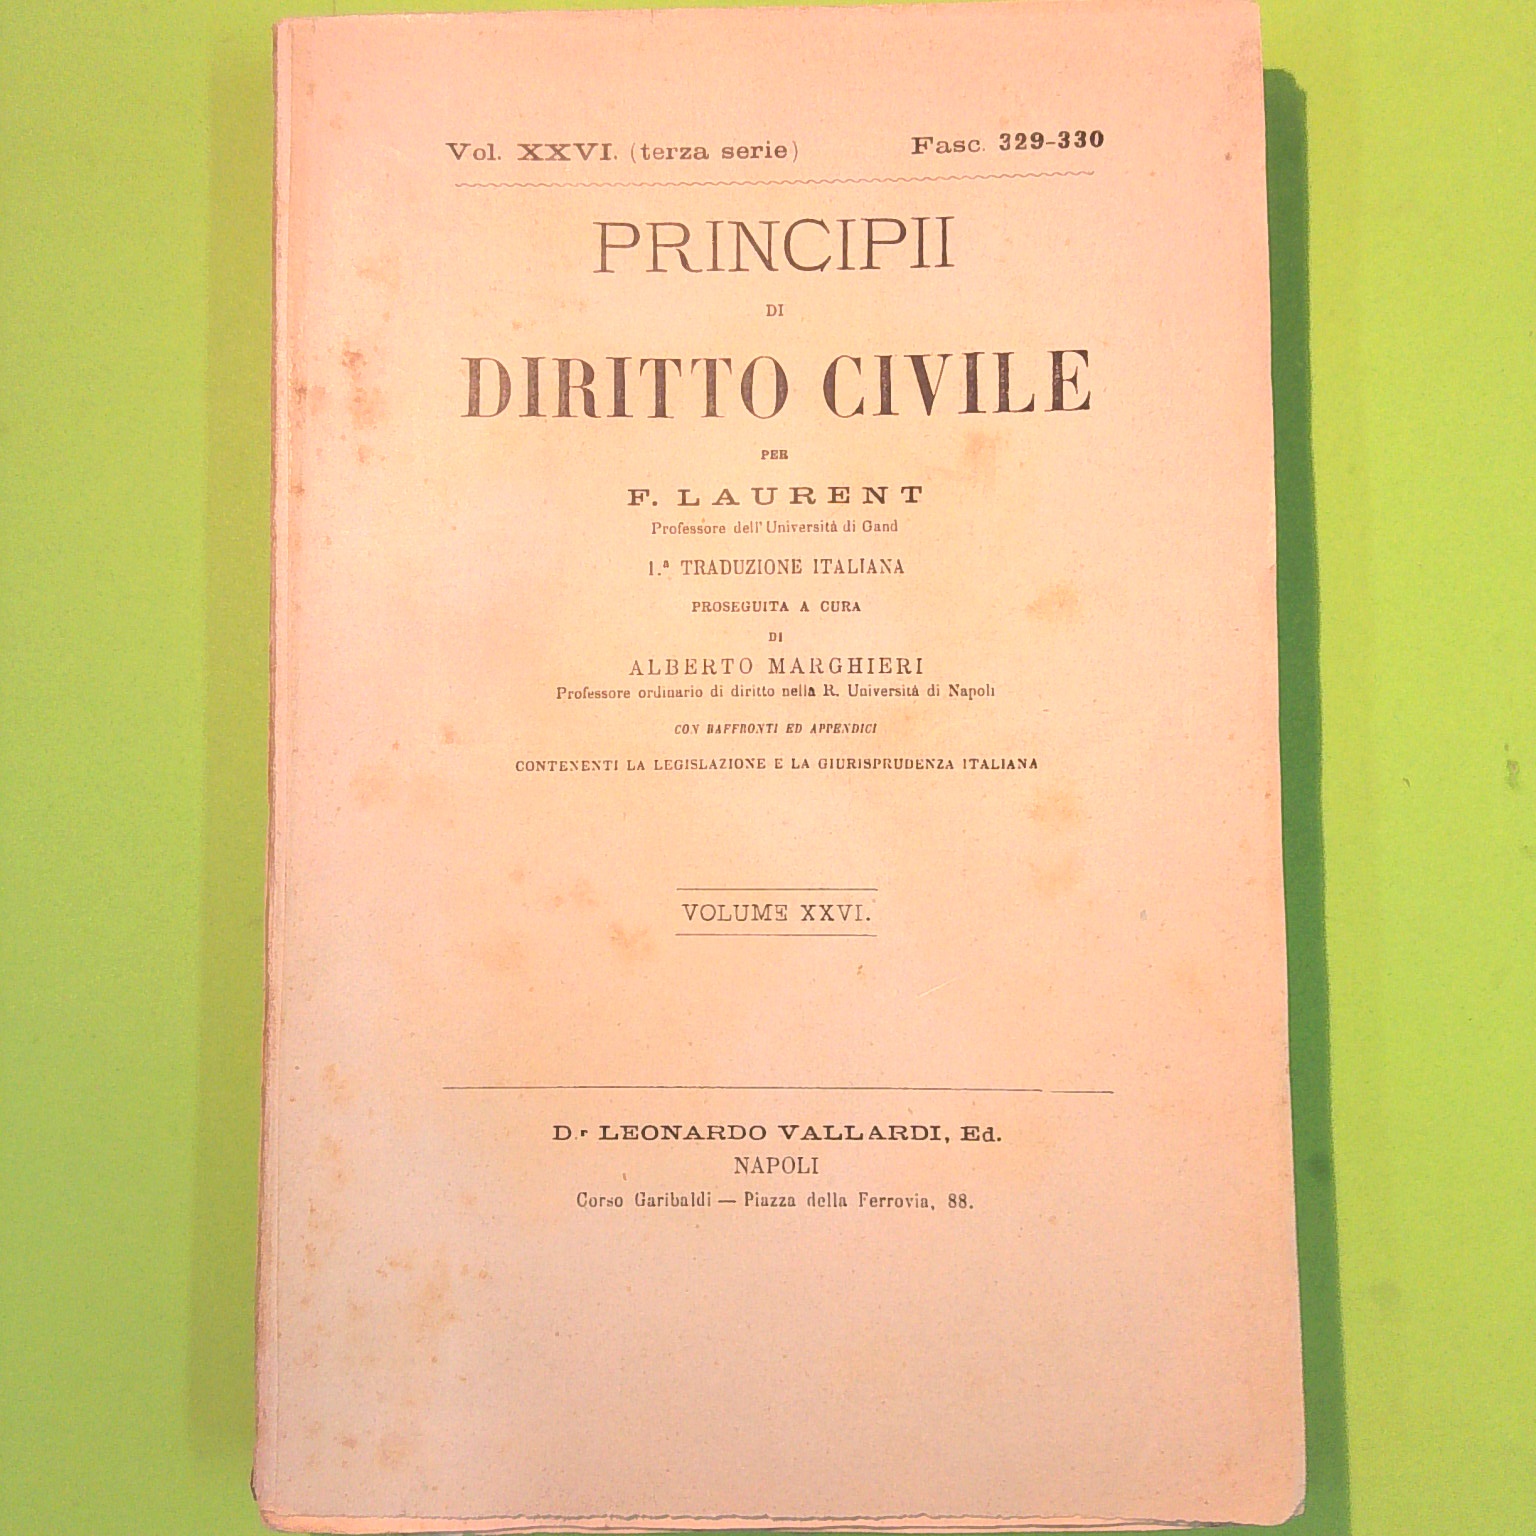 Vol. XXVI. (terza serie) Fasc. 329-330
PRINCIPII
DI
DIRITTO CIVILE
PER
F. LAURENT
Professore dell' Università di Gand
1.ª TRADUZIONE ITALIANA
PROSEGUITA A CURA
DI
ALBERTO MARGHIERI
Professore ordinario di diritto nella R. Università di Napoli
CON RAFFRONTI ED APPENDICI
CONTENENTI LA LEGISLAZIONE E LA GIURISPRUDENZA ITALIANA
VOLUME XXVI.
D.r LEONARDO VALLARDI, Ed.
NAPOLI
Corso Garibaldi — Piazza della Ferrovia, 88.